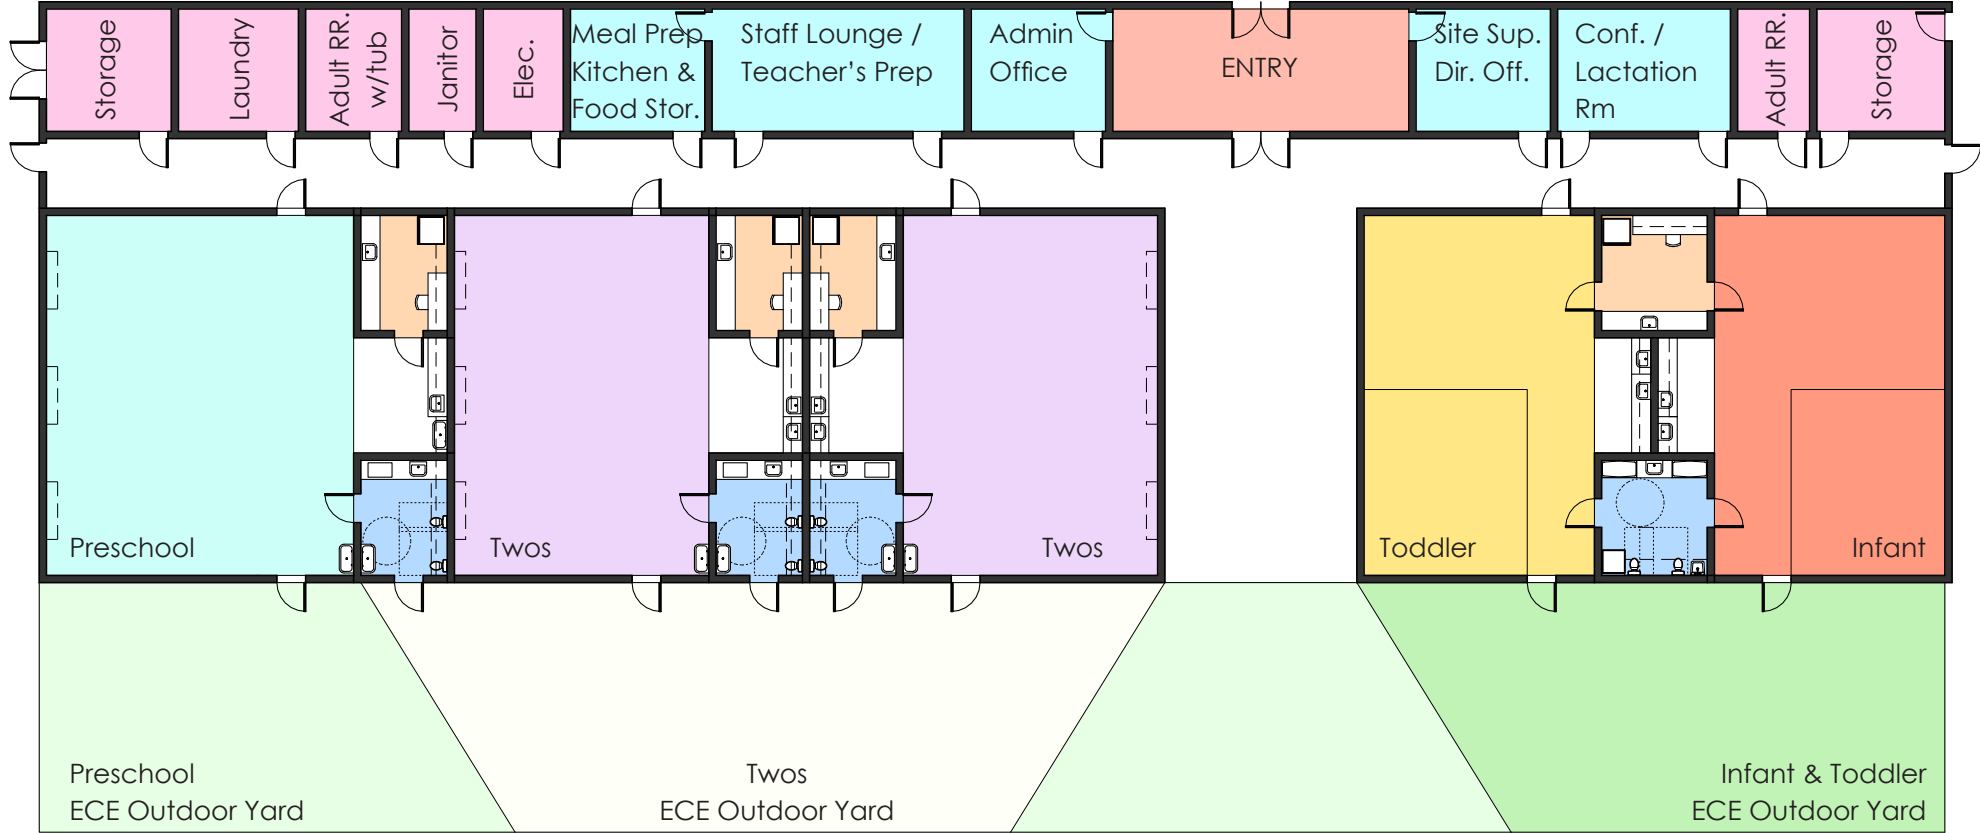 Storage
Laundry
Adult RR.
w/tub
Janitor
Elec.
Meal Prep
Kitchen &
Food Stor.
Staff Lounge /
Teacher's Prep
Admin
Office
ENTRY
Site Sup.
Dir. Off.
Conf. /
Lactation
Rm
Adult RR.
Storage
Preschool
Twos
Twos
Toddler
Infant
Preschool
ECE Outdoor Yard
Twos
ECE Outdoor Yard
Infant & Toddler
ECE Outdoor Yard